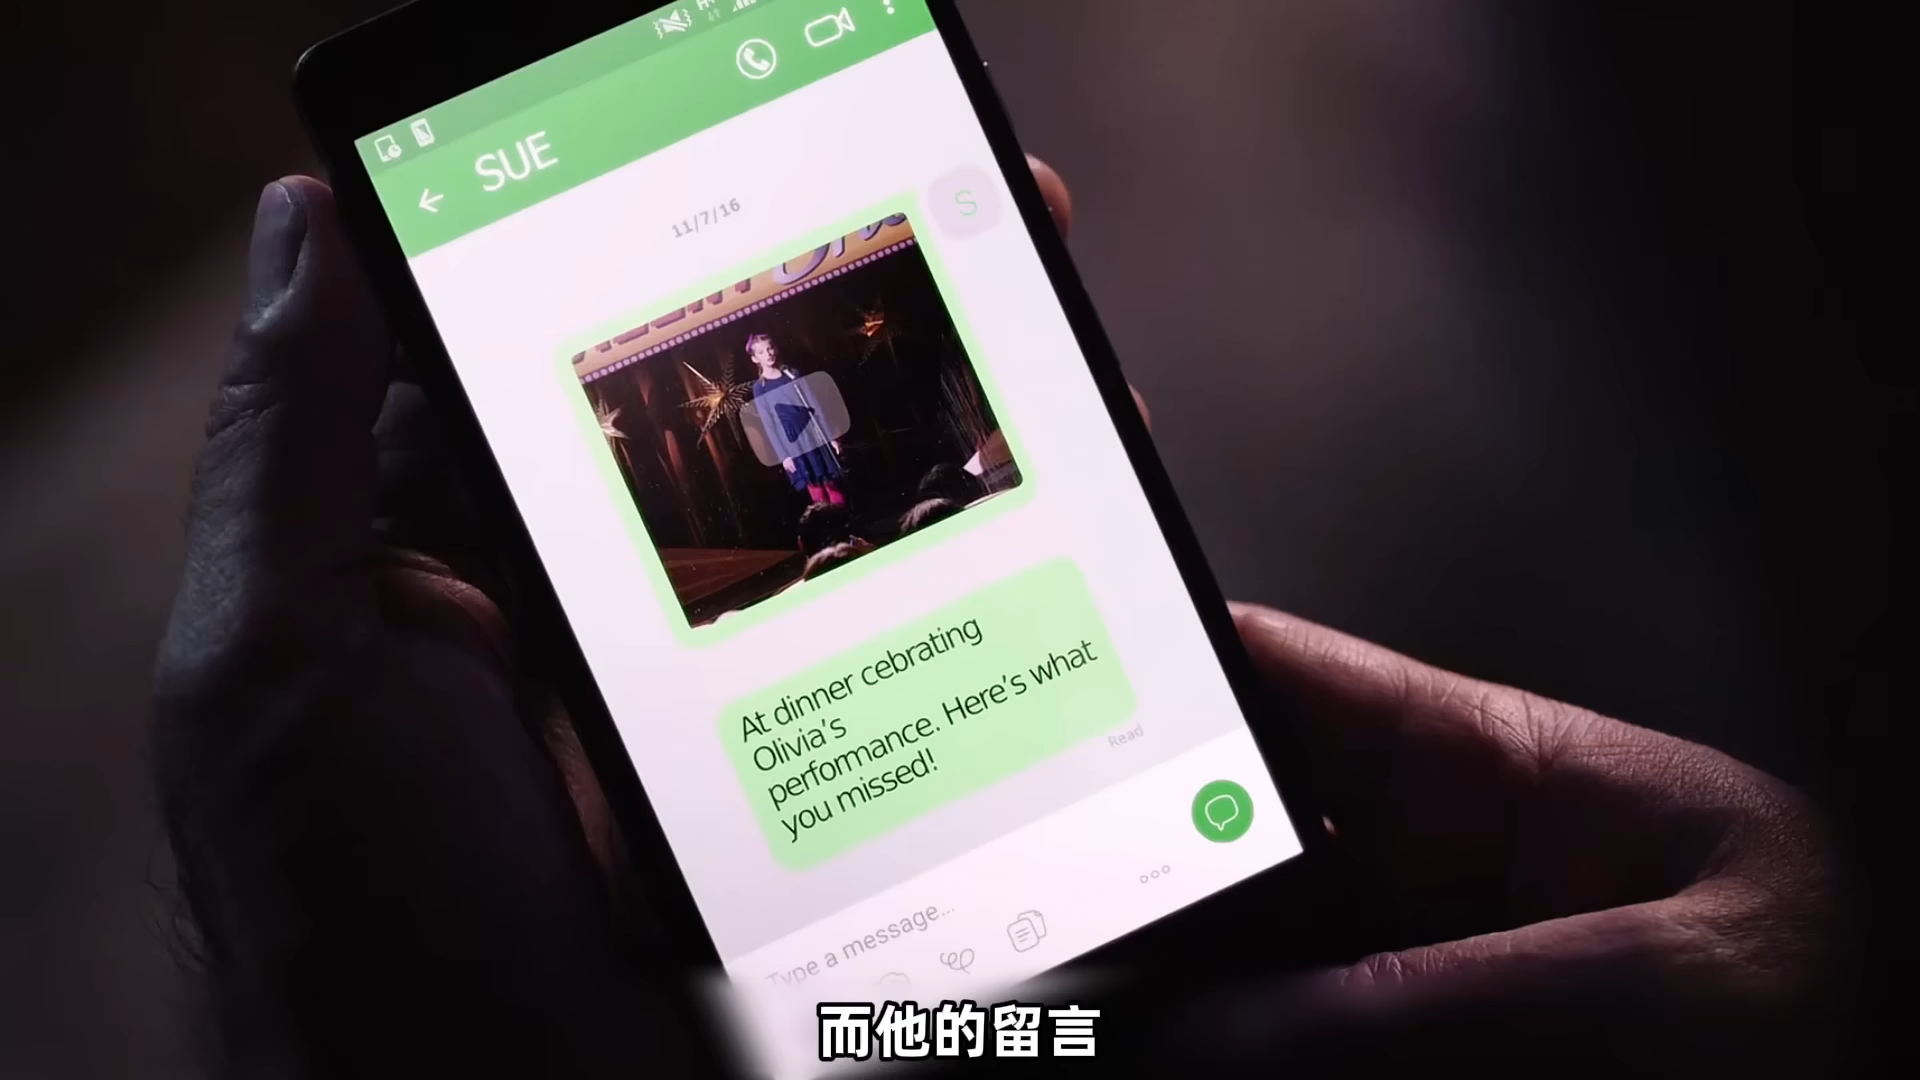 SUE
11/7/16
S
At dinner cebrating
Olivia's
performance. Here's what
you missed!
Read
Type a message...
而他的留言